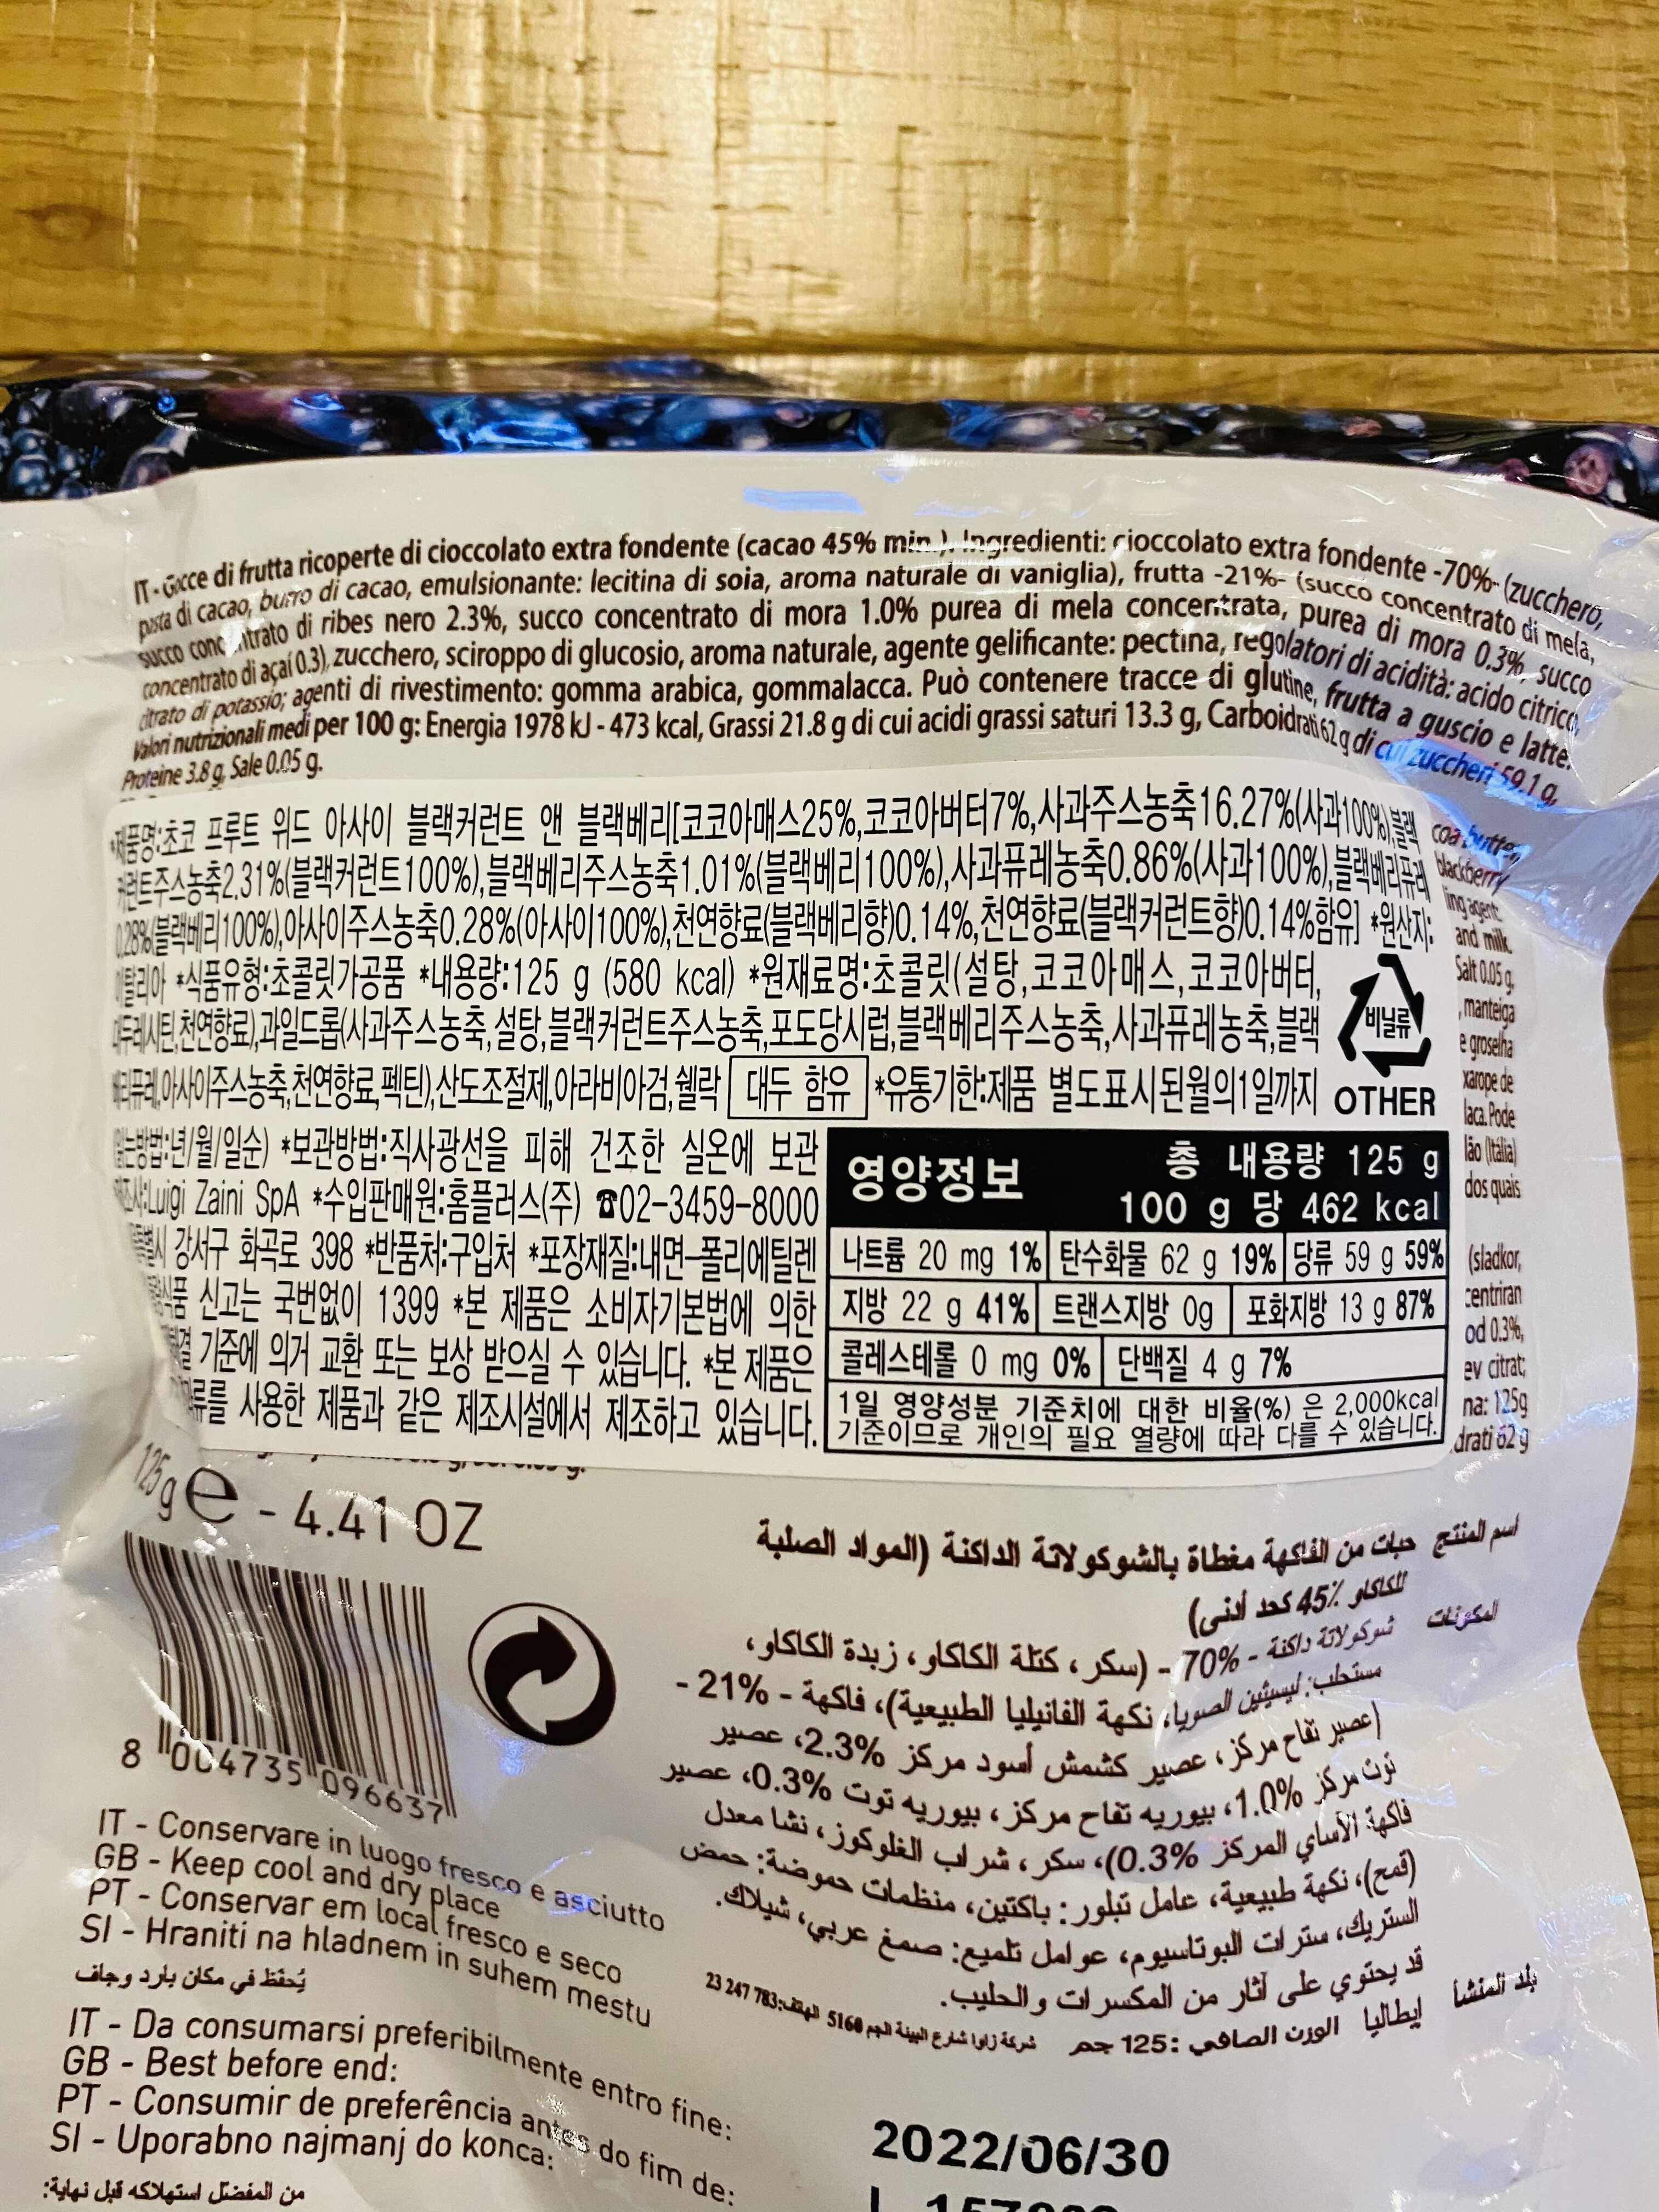 IT - Gocce di frutta ricoperte di cioccolato extra fondente (cacao 45% min.). Ingredienti: cioccolato extra fondente -70%- (zucchero,
pasta di cacao, burro di cacao, emulsionante: lecitina di soia, aroma naturale di vaniglia), frutta -21%- (succo concentrato di mela,
succo concentrato di ribes nero 2.3%, succo concentrato di mora 1.0% purea di mela concentrata, purea di mora 0.3%, succo
concentrato di açaí 0.3), zucchero, sciroppo di glucosio, aroma naturale, agente gelificante: pectina, regolatori di acidità: acido citrico,
citrato di potassio; agenti di rivestimento: gomma arabica, gommalacca. Può contenere tracce di glutine, frutta a guscio e latte.
Valori nutrizionali medi per 100 g: Energia 1978 kJ - 473 kcal, Grassi 21.8 g di cui acidi grassi saturi 13.3 g, Carboidrati 62 g di cui zuccheri 59.1 g,
Proteine 3.8 g, Sale 0.05 g.
*제품명:초코 프루트 위드 아사이 블랙커런트 앤 블랙베리[코코아매스25%,코코아버터7%,사과주스농축16.27%(사과100%),블랙
커런트주스농축2.31%(블랙커런트100%),블랙베리주스농축1.01%(블랙베리100%),사과퓨레농축0.86%(사과100%),블랙베리퓨레
0.28%(블랙베리100%),아사이주스농축0.28%(아사이100%),천연향료(블랙베리향)0.14%,천연향료(블랙커런트향)0.14%함유] *원산지:
이탈리아 *식품유형:초콜릿가공품 *내용량:125 g (580 kcal) *원재료명:초콜릿(설탕,코코아매스,코코아버터,
대두레시틴,천연향료),과일드롭(사과주스농축,설탕,블랙커런트주스농축,포도당시럽,블랙베리주스농축,사과퓨레농축,블랙
베리퓨레,아사이주스농축,천연향료,펙틴),산도조절제,아라비아검,쉘락 대두 함유 *유통기한:제품 별도표시된월의1일까지
비닐류
OTHER
(읽는방법:년/월/일순) *보관방법:직사광선을 피해 건조한 실온에 보관
제조사:Luigi Zaini SpA *수입판매원:홈플러스(주) ☎02-3459-8000
강서구 화곡로 398 *반품처:구입처 *포장재질:내면-폴리에틸렌
신고는 국번없이 1399 *본 제품은 소비자기본법에 의한
기준에 의거 교환 또는 보상 받으실 수 있습니다. *본 제품은
사용한 제품과 같은 제조시설에서 제조하고 있습니다.
영양정보 총 내용량 125 g
100 g 당 462 kcal
나트륨 20 mg 1% 탄수화물 62 g 19% 당류 59 g 59%
지방 22 g 41% 트랜스지방 0g 포화지방 13 g 87%
콜레스테롤 0 mg 0% 단백질 4 g 7%
1일 영양성분 기준치에 대한 비율(%) 은 2,000kcal
기준이므로 개인의 필요 열량에 따라 다를 수 있습니다.
blackberry
ling agent:
and milk.
Salt 0.05 g.
, manteiga
e groselha
xarope de
laca. Pode
lão (Itália)
dos quais
(sladkor,
centriran
od 0.3%,
ev citrat;
na: 125g
drati 62 g
125 g e - 4.41 OZ
8 004735 096637
اسم المنتج حبات من الفاكهة مغطاة بالشوكولاتة الداكنة (المواد الصلبة
للكاكاو 45٪ كحد أدنى)
المكونات شوكولاتة داكنة - 70% - (سكر ، كتلة الكاكاو ، زبدة الكاكاو ،
مستحلب: ليسيثين الصويا، نكهة الفانيليا الطبيعية)، فاكهة - 21% -
(عصير تفاح مركز ، عصير كشمش أسود مركز 2.3%، عصير
توت مركز 1.0%، بيوريه تفاح مركز ، بيوريه توت 0.3%، عصير
فاكهة الأساي المركز 0.3%)، سكر ، شراب الغلوكوز ، نشا معدل
(قمح)، نكهة طبيعية، عامل تبلور: باكتين، منظمات حموضة: حمض
الستريك، سترات البوتاسيوم، عوامل تلميع: صمغ عربي، شيلاك.
قد يحتوي على آثار من المكسرات والحليب.
بلد المنشأ إيطاليا الوزن الصافي :125 جم
IT - Conservare in luogo fresco e asciutto
GB - Keep cool and dry place
PT - Conservar em local fresco e seco
SI - Hraniti na hladnem in suhem mestu
يُحفظ في مكان بارد وجاف
IT - Da consumarsi preferibilmente entro fine:
GB - Best before end:
PT - Consumir de preferência antes do fim de:
SI - Uporabno najmanj do konca:
من المفضل استهلاكه قبل نهاية:
2022/06/30